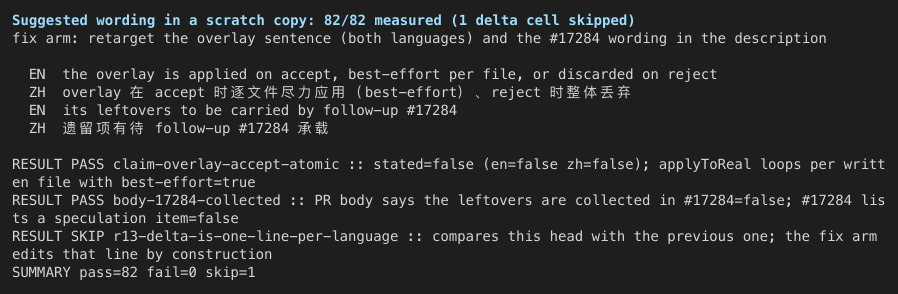 Suggested wording in a scratch copy: 82/82 measured (1 delta cell skipped)
fix arm: retarget the overlay sentence (both languages) and the #17284 wording in the description
EN  the overlay is applied on accept, best-effort per file, or discarded on reject
ZH  overlay 在 accept 时逐文件尽力应用 (best-effort) 、reject 时整体丢弃
EN  its leftovers to be carried by follow-up #17284
ZH  遗留项有待 follow-up #17284 承载
RESULT PASS claim-overlay-accept-atomic :: stated=false (en=false zh=false); applyToReal loops per writt
en file with best-effort=true
RESULT PASS body-17284-collected :: PR body says the leftovers are collected in #17284=false; #17284 lis
ts a speculation item=false
RESULT SKIP r13-delta-is-one-line-per-language :: compares this head with the previous one; the fix arm
edits that line by construction
SUMMARY pass=82 fail=0 skip=1